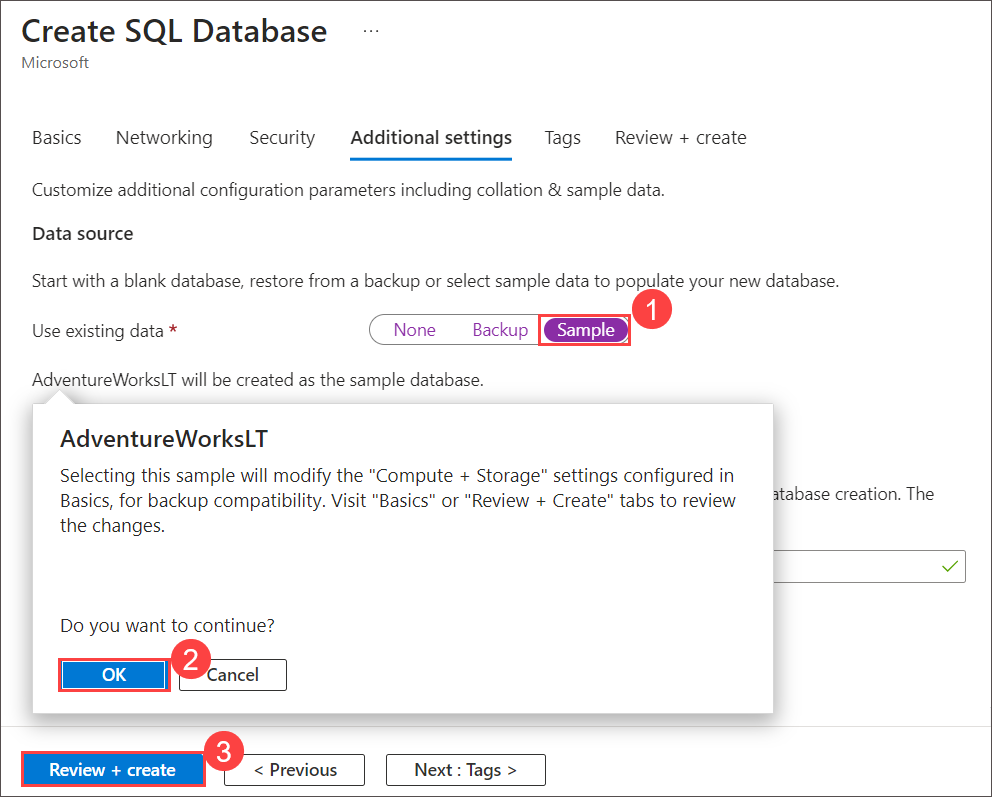 Create SQL Database ...
Microsoft
Basics Networking Security Additional settings Tags Review + create
Customize additional configuration parameters including collation & sample data.
Data source
Start with a blank database, restore from a backup or select sample data to populate your new database.
Use existing data * None Backup Sample 1
AdventureWorksLT will be created as the sample database.
AdventureWorksLT
Selecting this sample will modify the "Compute + Storage" settings configured in
Basics, for backup compatibility. Visit "Basics" or "Review + Create" tabs to review
the changes.
atabase creation. The
Do you want to continue?
OK 2 Cancel
Review + create 3 < Previous Next : Tags >